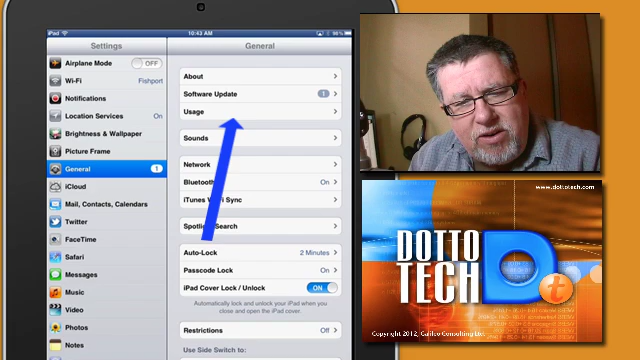 iPad
10:43 AM
98%
Settings
General
Airplane Mode OFF
Wi-Fi Fishport
Notifications
Location Services On
Brightness & Wallpaper
Picture Frame
General 1
iCloud
Mail, Contacts, Calendars
Twitter
FaceTime
Safari
Messages
Music
Video
Photos
Notes
About
Software Update 1
Usage
Sounds
Network
Bluetooth On
iTunes Wi-Fi Sync
Spotlight Search
Auto-Lock 2 Minutes
Passcode Lock On
iPad Cover Lock / Unlock ON
Automatically lock and unlock your iPad when you
close and open the iPad cover.
Restrictions Off
Use Side Switch to:
www.dottotech.com
DOTTO
TECH
D
t
Copyright 2012, Galileo Consulting Ltd.